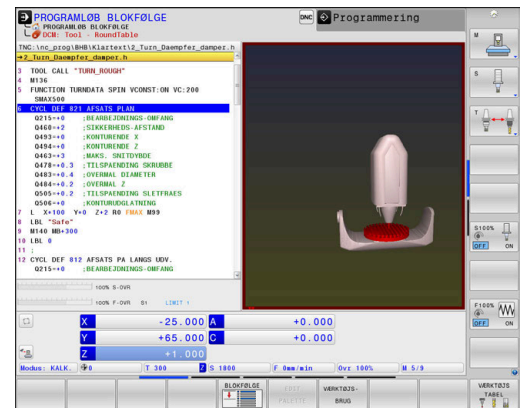 PROGRAMLØB BLOKFØLGE
PROGRAMLØB BLOKFØLGE
DCM: Tool - RoundTable
DNC
Programmering
TNC:\nc_prog\BHB\Klartext\2_Turn_Daempfer_damper.h
→2_Turn_Daempfer_damper.h
3 TOOL CALL "TURN_ROUGH"
4 M136
5 FUNCTION TURNDATA SPIN VCONST:ON VC:200
SMAX500
6 CYCL DEF 821 AFSATS PLAN
Q215=+0 ;BEARBEJDNINGS-OMFANG
Q460=+2 ;SIKKERHEDS-AFSTAND
Q493=+0 ;KONTURENDE X
Q494=+0 ;KONTURENDE Z
Q463=+3 ;MAKS. SNITDYBDE
Q478=+0.3 ;TILSPAENDING SKRUBBE
Q483=+0.4 ;OVERMAL DIAMETER
Q484=+0.2 ;OVERMAL Z
Q505=+0.2 ;TILSPAENDING SLETFRAES
Q506=+0 ;KONTURUDGLATNING
7 L X+100 Y+0 Z+2 R0 FMAX M99
8 LBL "Safe"
9 M140 MB+300
10 LBL 0
11 ;
12 CYCL DEF 812 AFSATS PA LANGS UDV.
Q215=+0 ;BEARBEJDNINGS-OMFANG
100% S-OVR
100% F-OVR S1 LIMIT 1
X -25.000 A +0.000
Y +65.000 C +0.000
Z +1.000
Modus: KALK. 0 T 300 Z S 1800 F 0mm/min Ovr 100% M 5/9
M
S
T
S100%
OFF ON
F100%
OFF ON
BLOKFØLGE
EDIT
PALETTE
VÆRKTØJS-
BRUG
VÆRKTØJS
TABEL